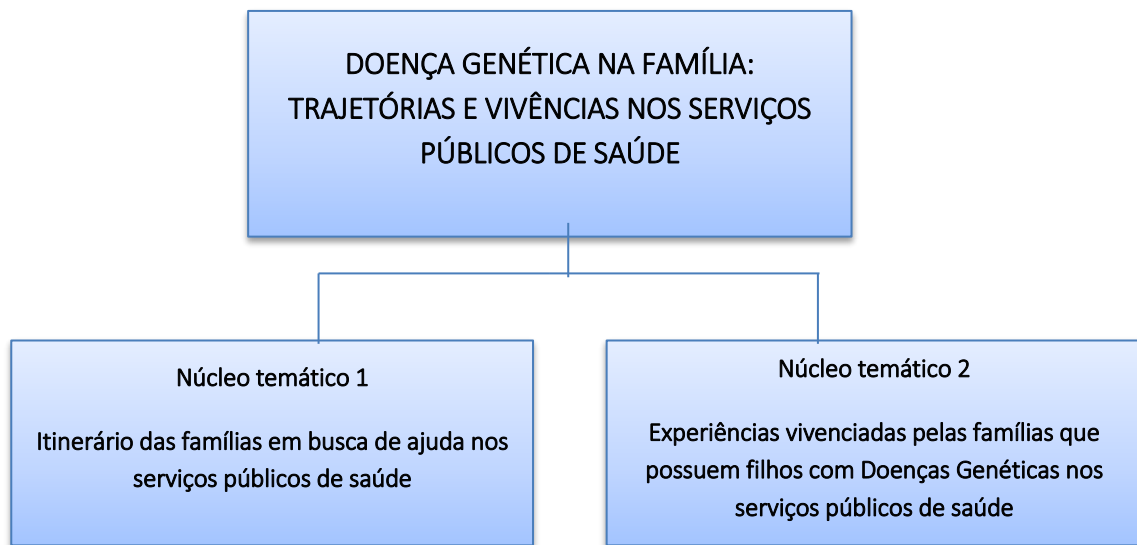 DOENÇA GENÉTICA NA FAMÍLIA:
TRAJETÓRIAS E VIVÊNCIAS NOS SERVIÇOS
PÚBLICOS DE SAÚDE
Núcleo temático 1
Itinerário das famílias em busca de ajuda nos
serviços públicos de saúde
Núcleo temático 2
Experiências vivenciadas pelas famílias que
possuem filhos com Doenças Genéticas nos
serviços públicos de saúde